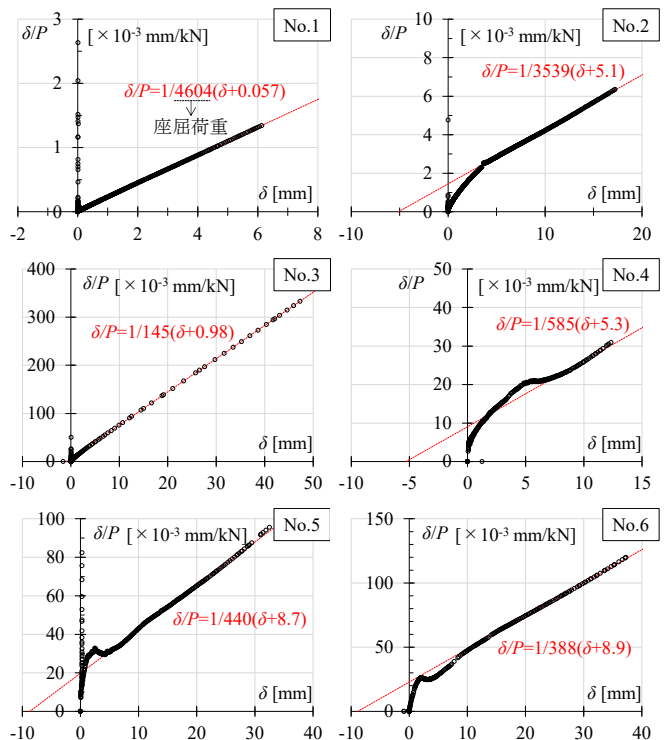 δ/P [×10⁻³ mm/kN] No.1
3
2
1
0
δ/P=1/4604(δ+0.057)
座屈荷重
δ [mm]
-2 0 2 4 6 8
δ/P [×10⁻³ mm/kN] No.2
10
8
6
4
2
0
δ/P=1/3539(δ+5.1)
δ [mm]
-10 0 10 20
δ/P [×10⁻³ mm/kN] No.3
400
300
200
100
0
δ/P=1/145(δ+0.98)
δ [mm]
-10 0 10 20 30 40 50
δ/P [×10⁻³ mm/kN] No.4
50
40
30
20
10
0
δ/P=1/585(δ+5.3)
δ [mm]
-10 -5 0 5 10 15
δ/P [×10⁻³ mm/kN] No.5
100
80
60
40
20
0
δ/P=1/440(δ+8.7)
δ [mm]
-10 0 10 20 30 40
δ/P [×10⁻³ mm/kN] No.6
150
120
100
50
0
δ/P=1/388(δ+8.9)
δ [mm]
-10 0 10 20 30 40